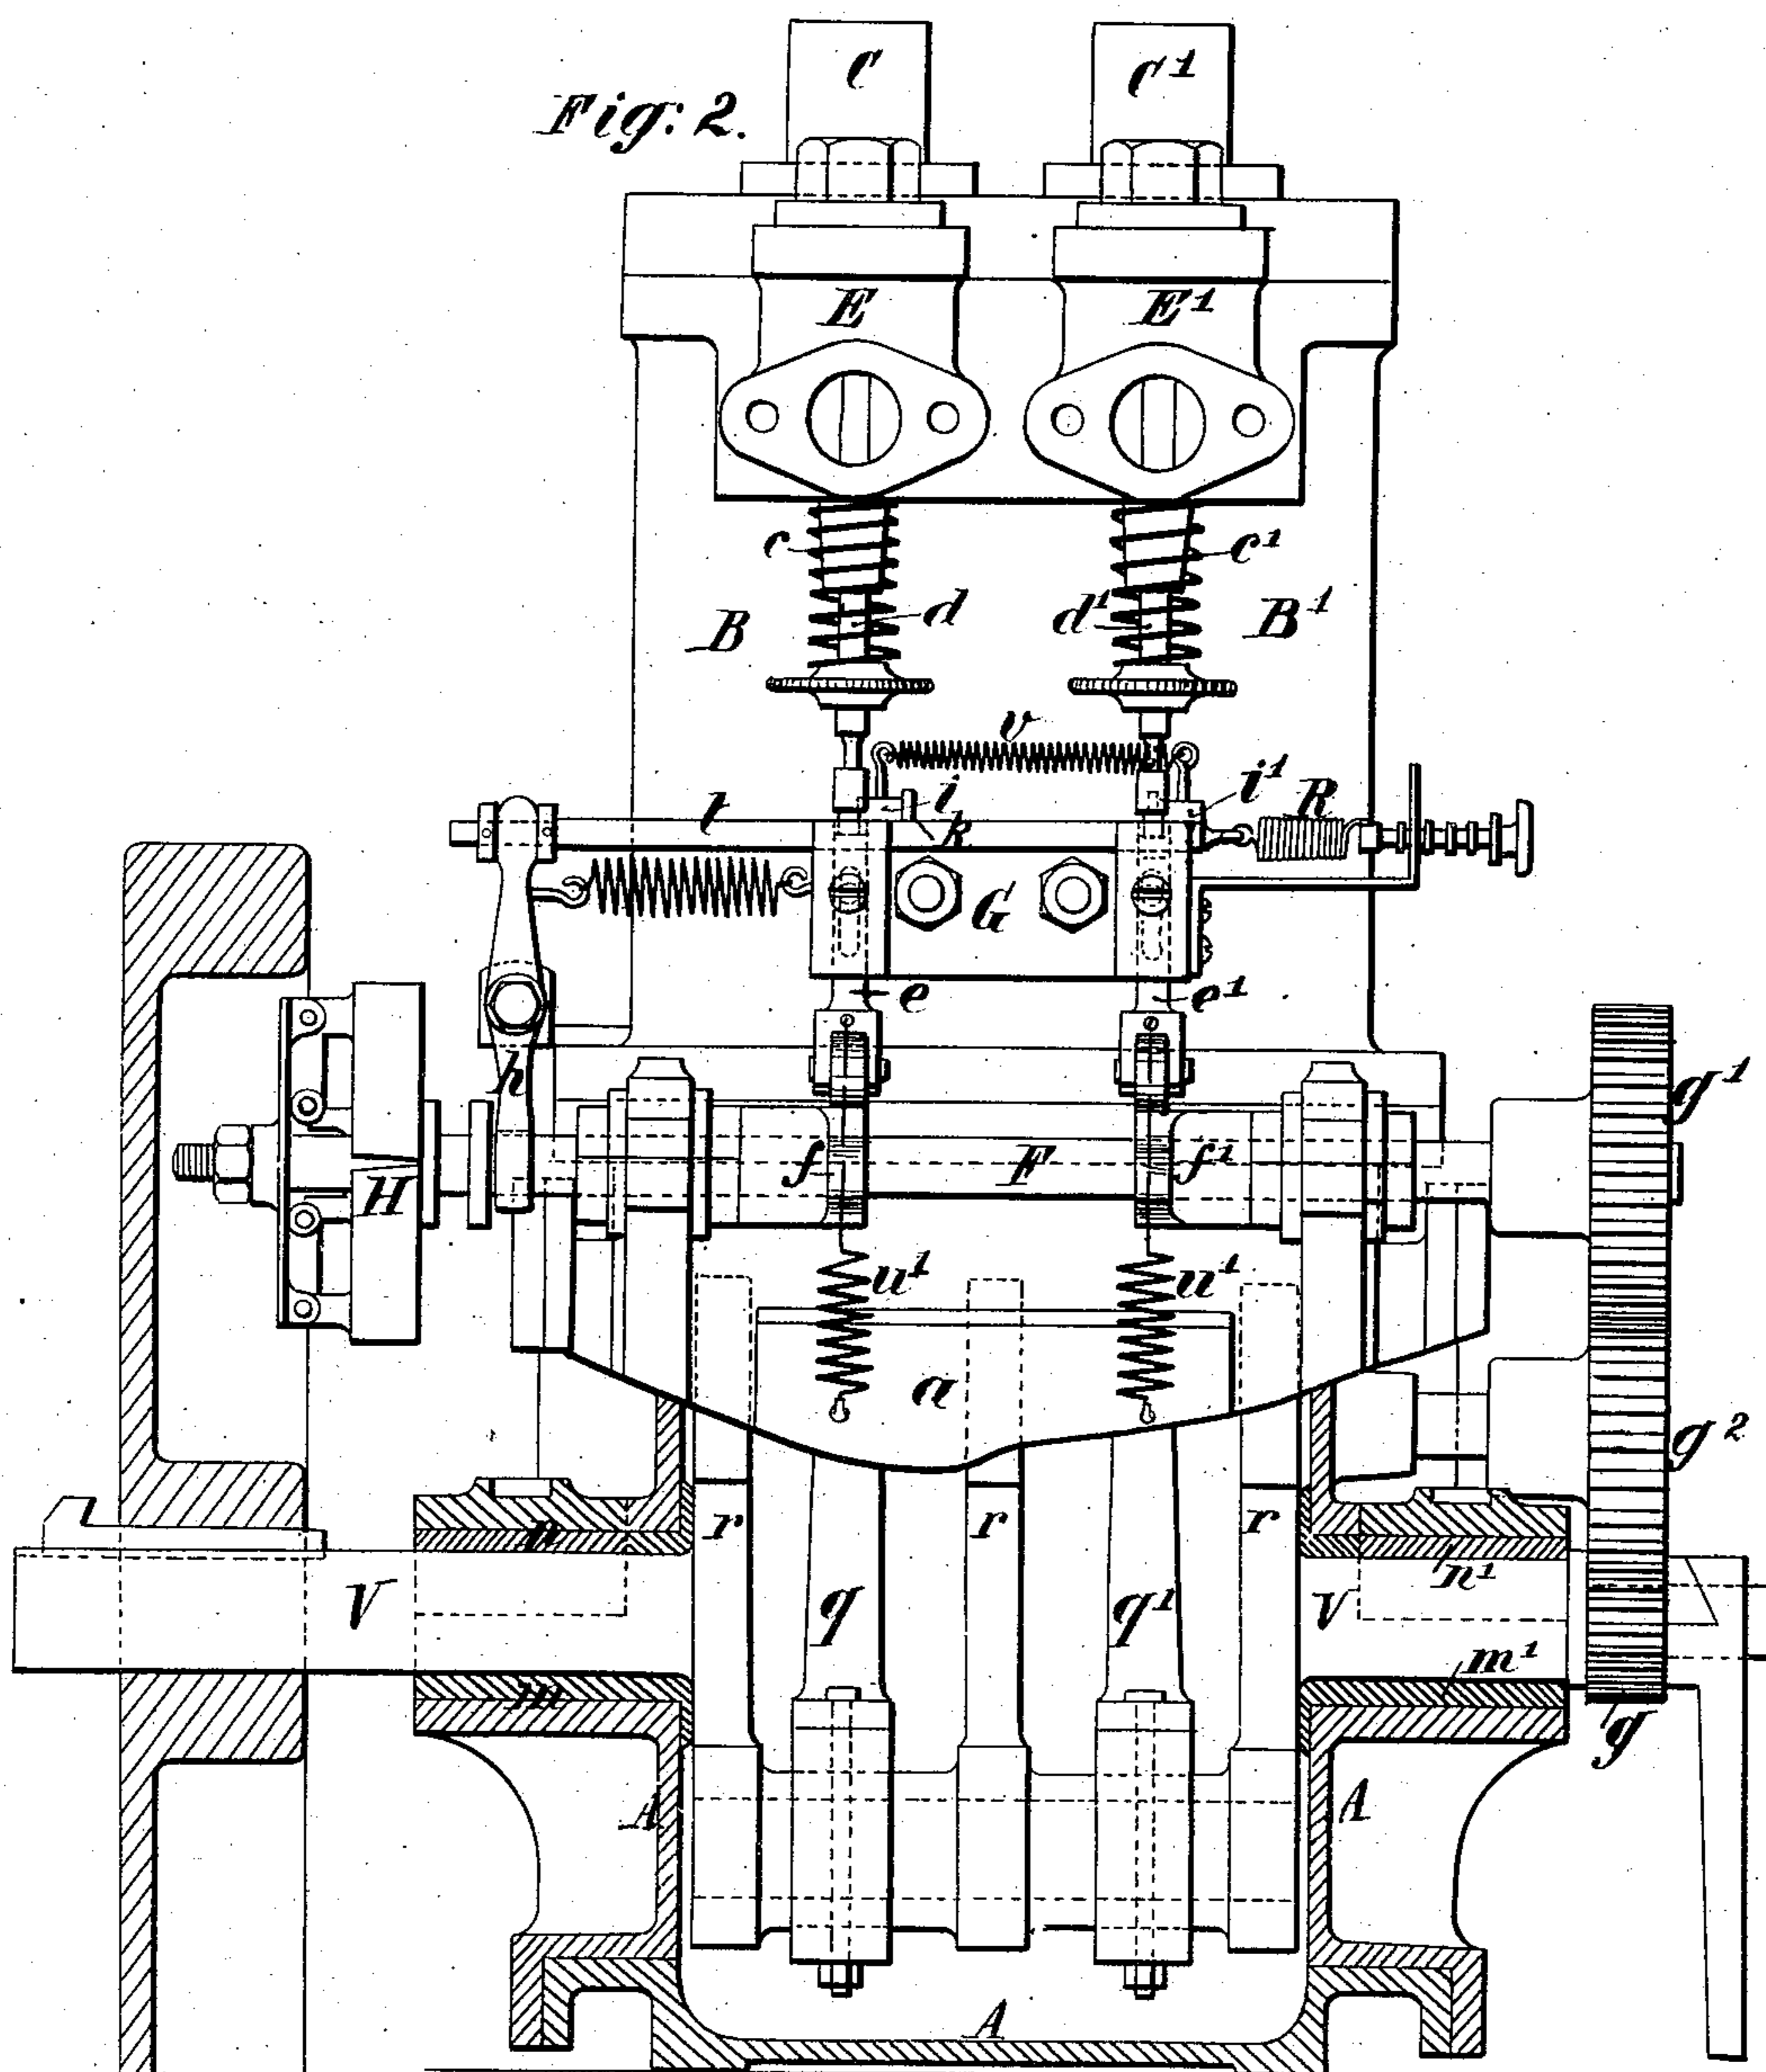 C C¹
Fig: 2.
E E¹
c c¹
d d¹
B B¹
v
i i¹ R
t k
G
e e¹
h g¹
f F f¹
H
u¹ u¹
a
g²
n r r r
V q q¹ V n¹
m m¹
g
A A
A